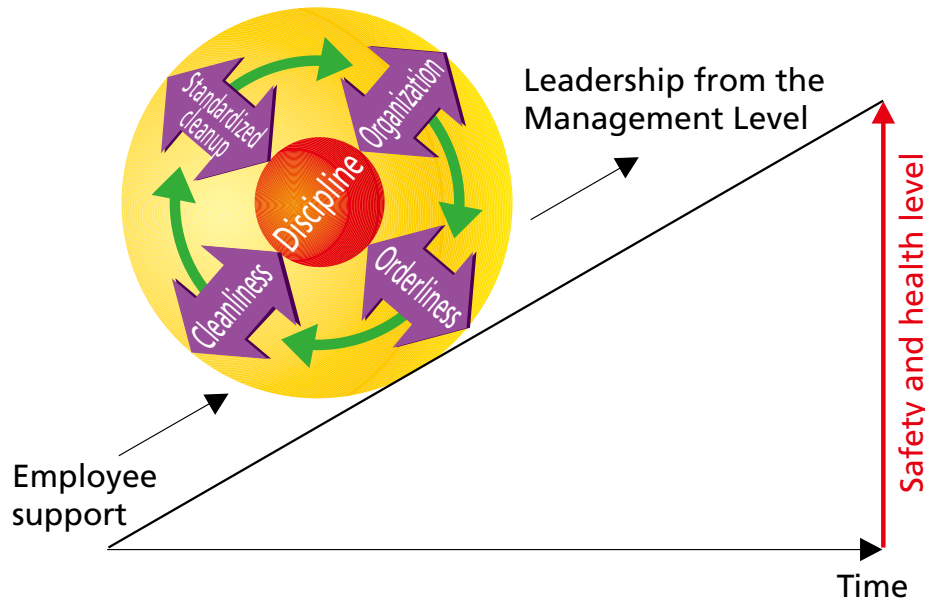 Standardized
cleanup
Organization
Discipline
Cleanliness
Orderliness
Leadership from the
Management Level
Employee
support
Safety and health level
Time